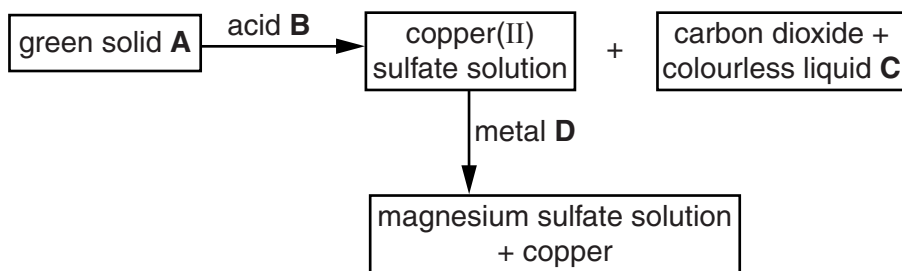 green solid A
acid B
copper(II)
sulfate solution
+
carbon dioxide +
colourless liquid C
metal D
magnesium sulfate solution
+ copper